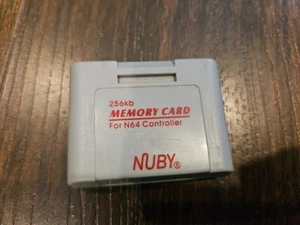 256kb
MEMORY CARD
For N64 Controller
NUBY®